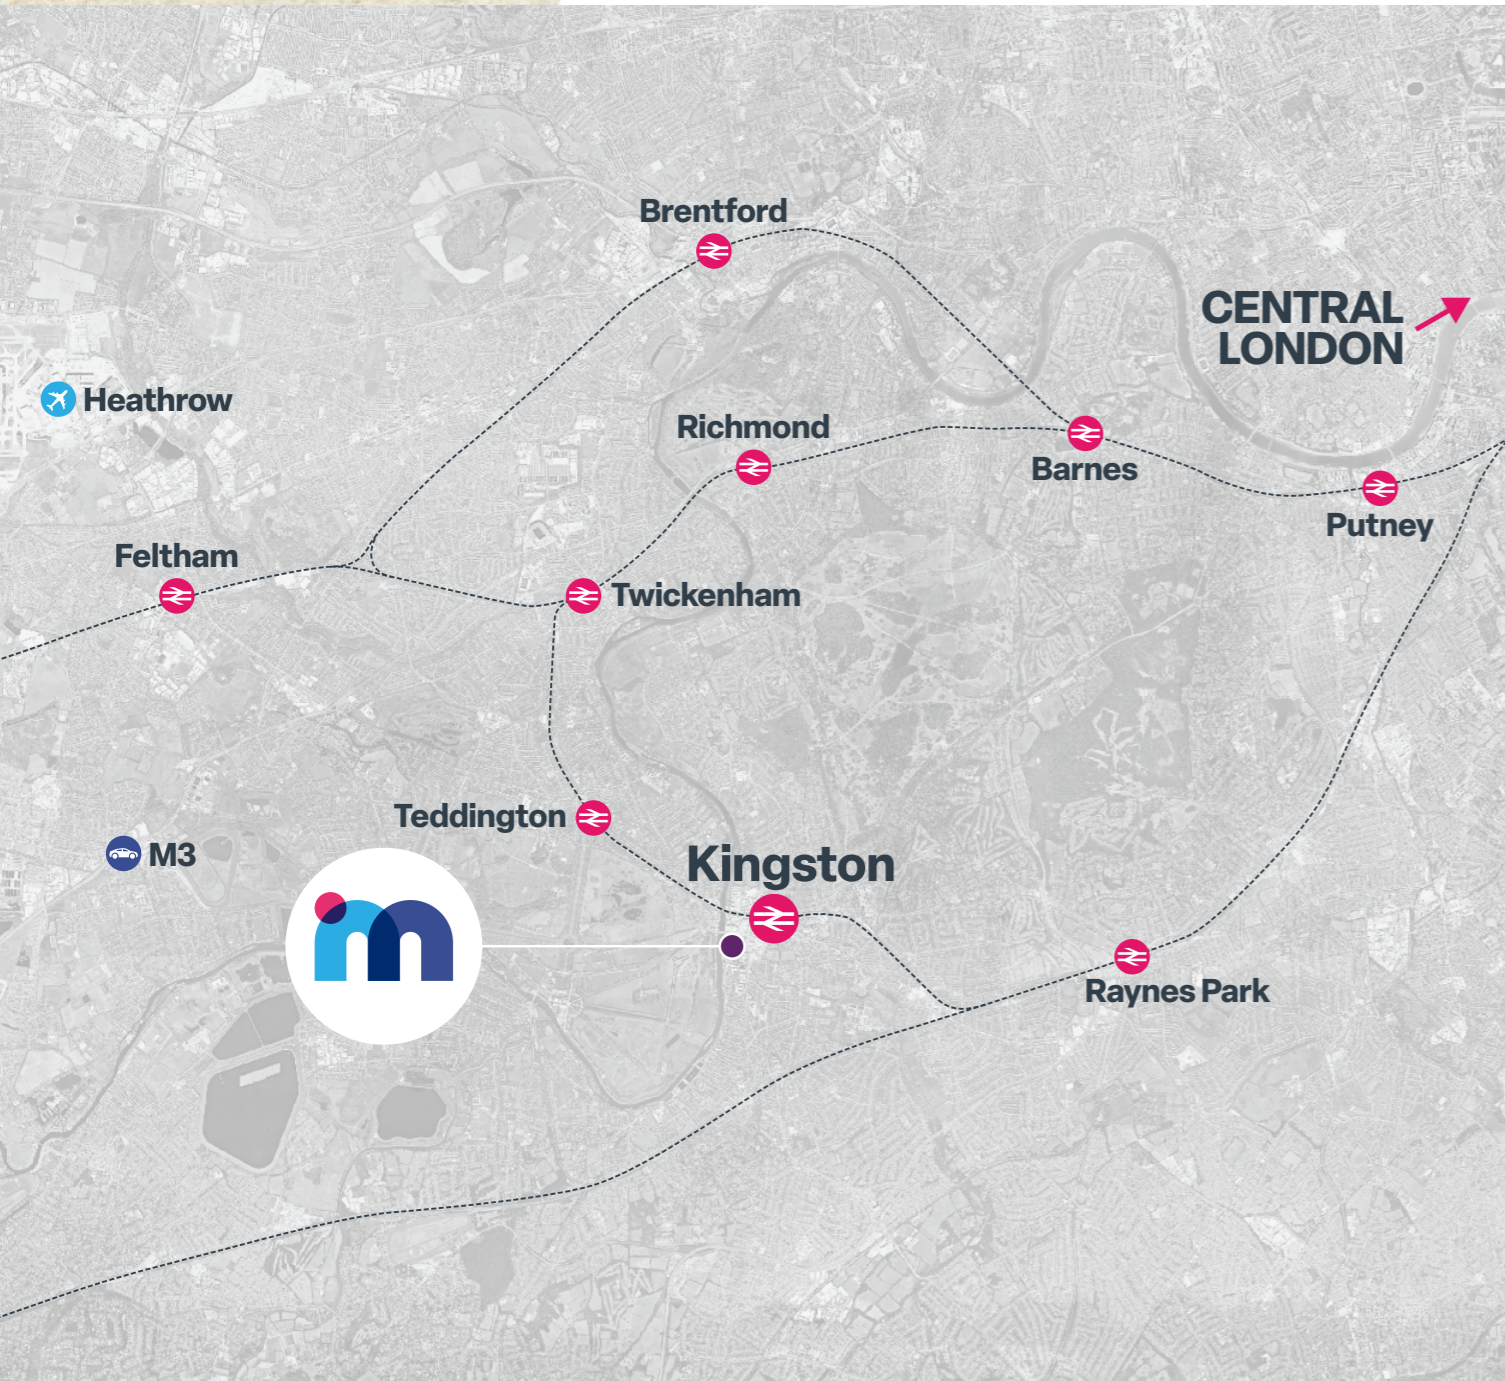 Brentford
CENTRAL
LONDON
Heathrow
Richmond
Barnes
Putney
Feltham
Twickenham
Teddington
M3
Kingston
m
Raynes Park